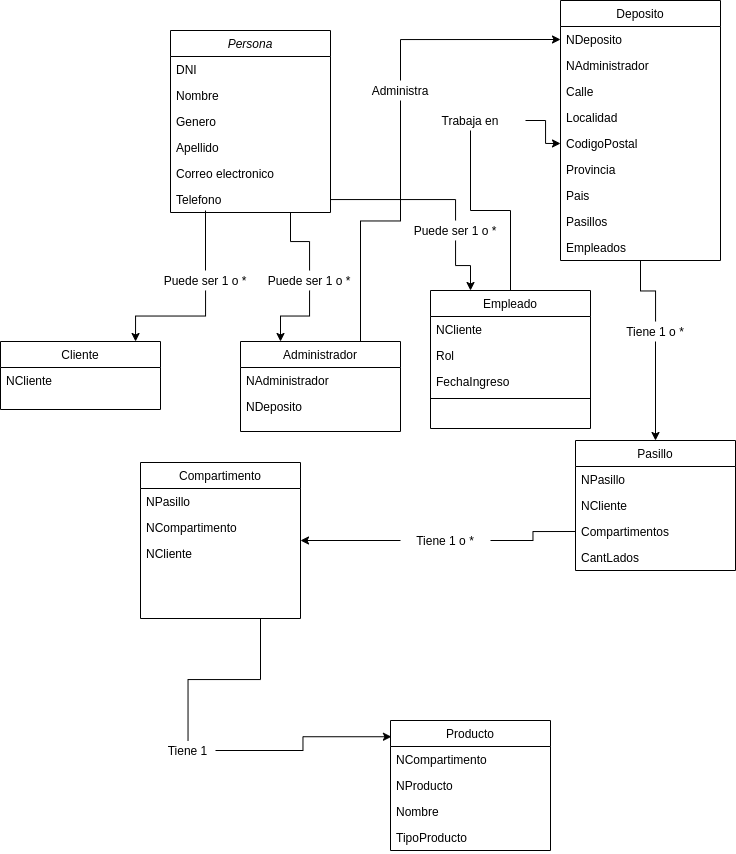 Persona
DNI
Nombre
Genero
Apellido
Correo electronico
Telefono
Deposito
NDeposito
NAdministrador
Calle
Localidad
CodigoPostal
Provincia
Pais
Pasillos
Empleados
Administra
Trabaja en
Puede ser 1 o *
Puede ser 1 o *
Puede ser 1 o *
Cliente
NCliente
Administrador
NAdministrador
NDeposito
Empleado
NCliente
Rol
FechaIngreso
Tiene 1 o *
Pasillo
NPasillo
NCliente
Compartimentos
CantLados
Tiene 1 o *
Compartimento
NPasillo
NCompartimento
NCliente
Tiene 1
Producto
NCompartimento
NProducto
Nombre
TipoProducto